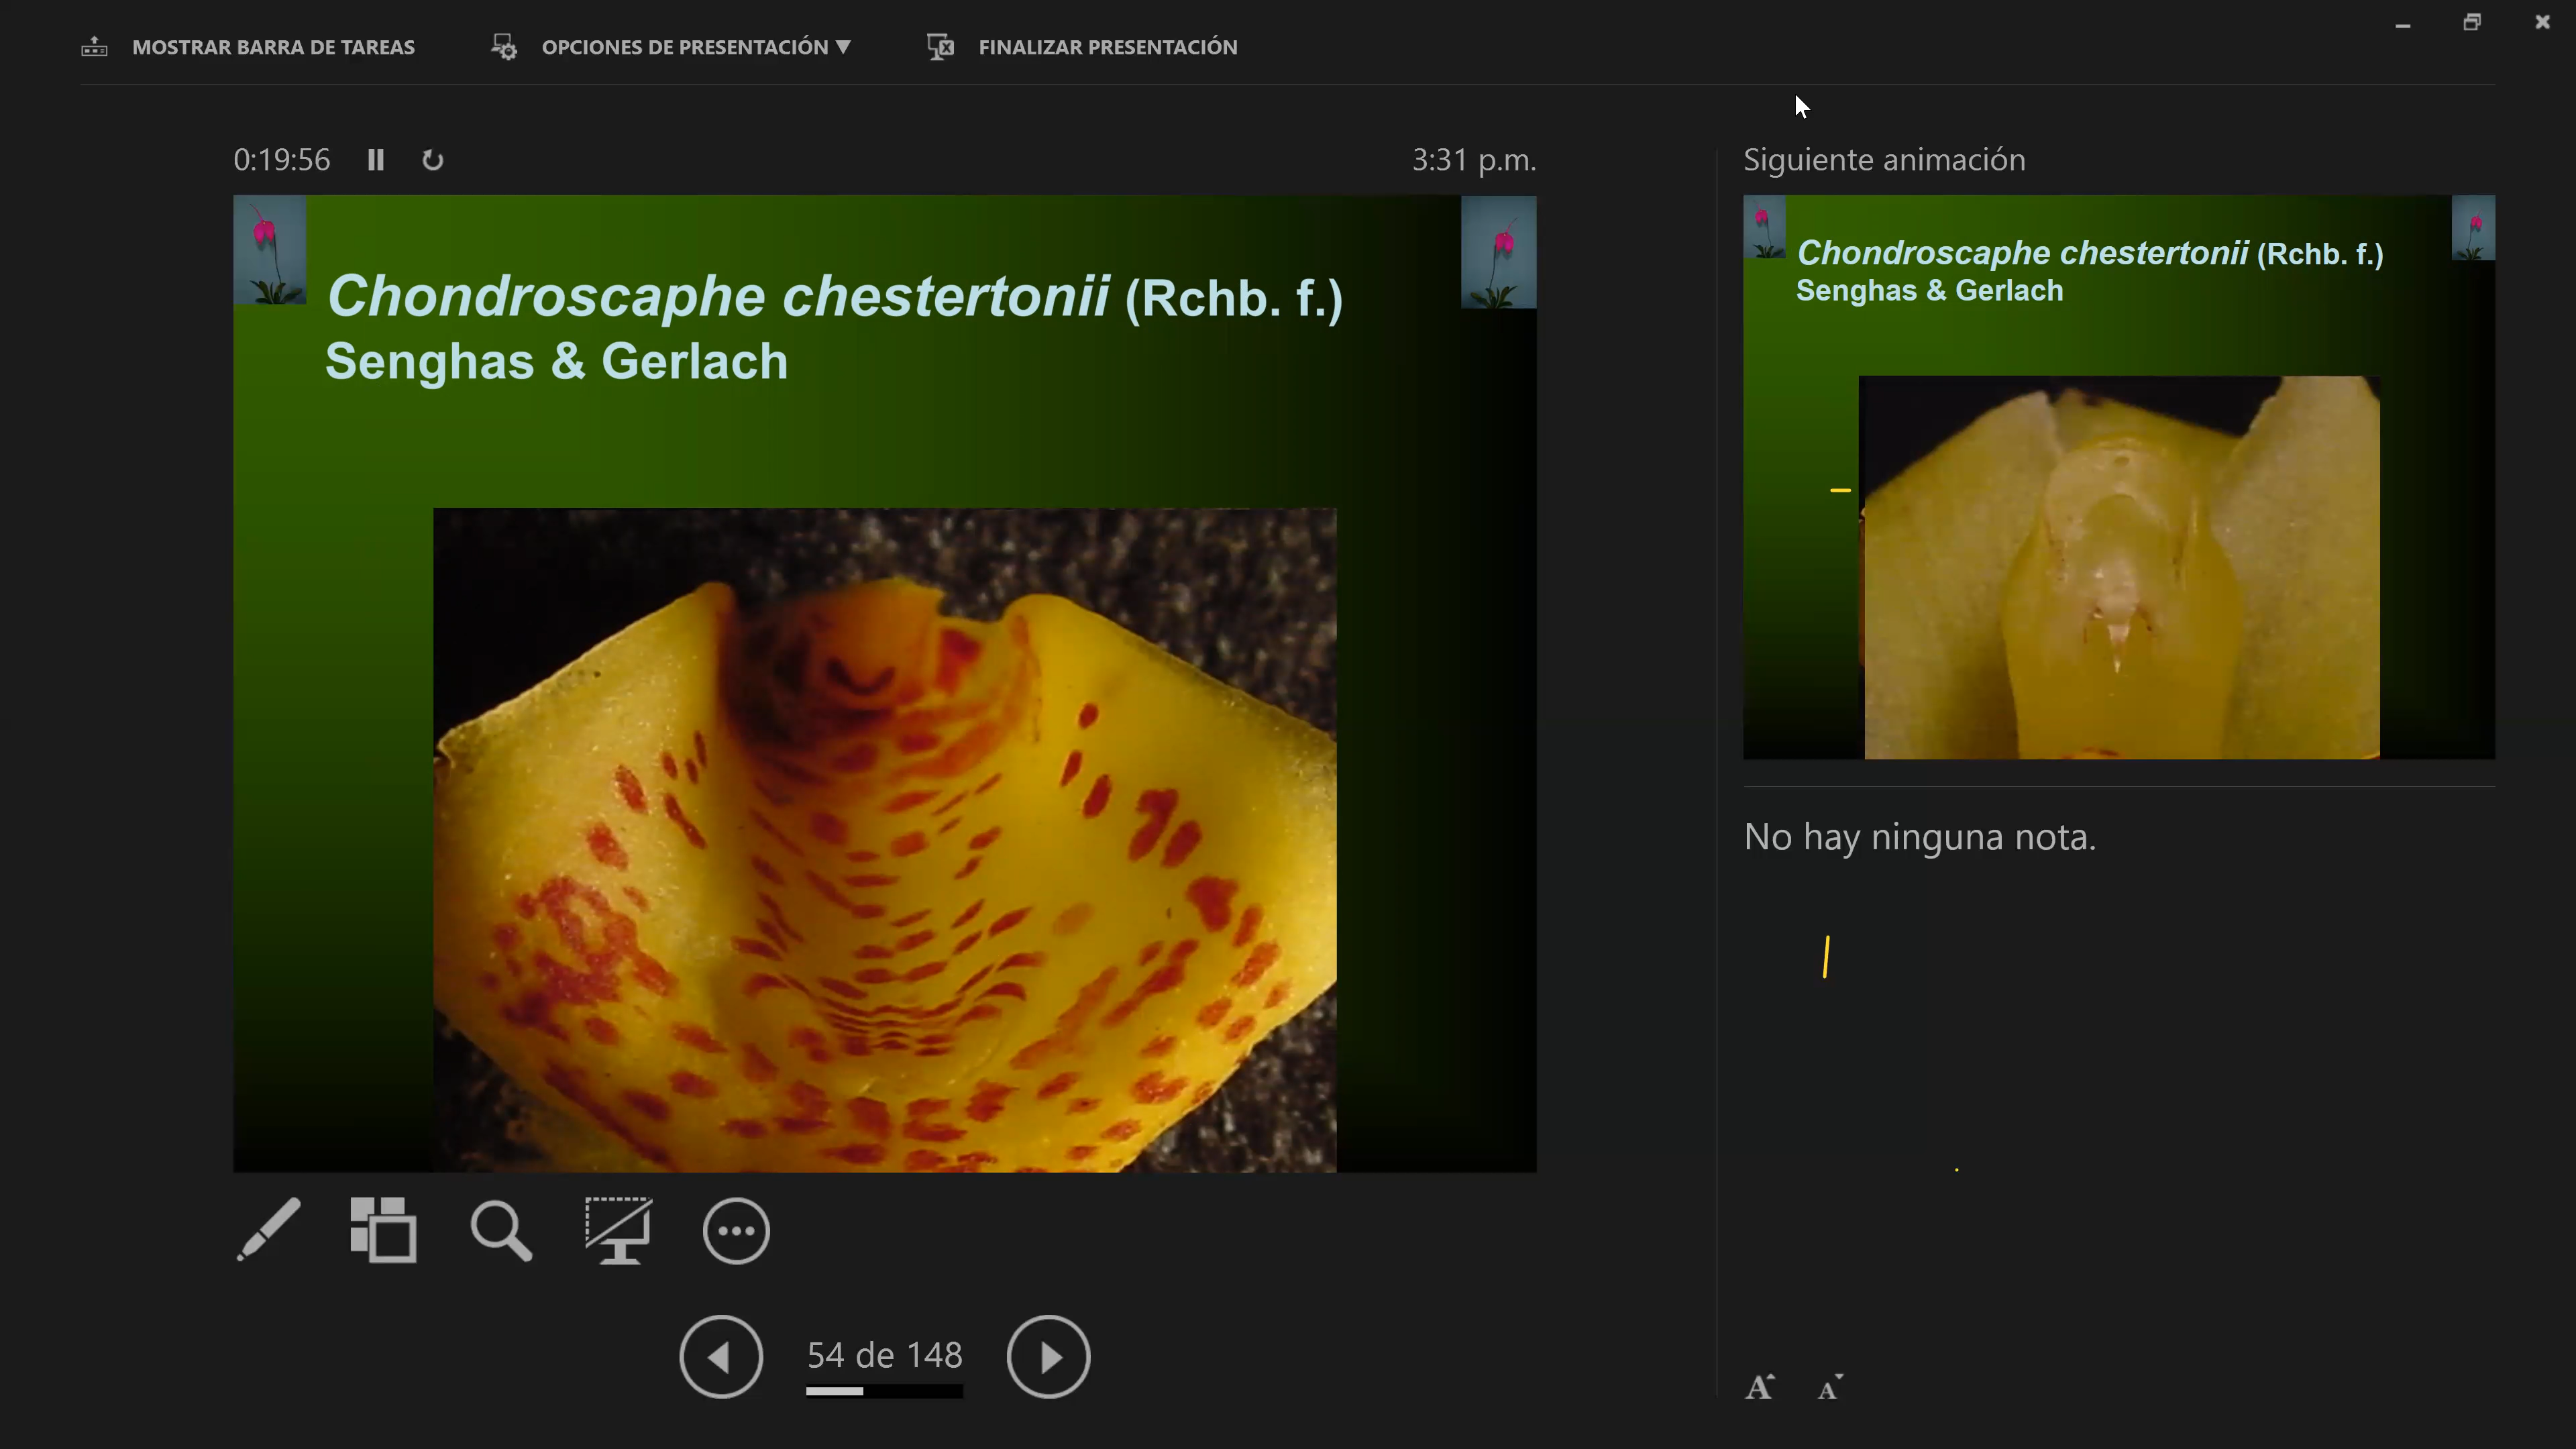 MOSTRAR BARRA DE TAREAS
OPCIONES DE PRESENTACIÓN ▼
FINALIZAR PRESENTACIÓN
0:19:56
3:31 p.m.
Chondroscaphe chestertonii (Rchb. f.)
Senghas & Gerlach
54 de 148
Siguiente animación
Chondroscaphe chestertonii (Rchb. f.)
Senghas & Gerlach
No hay ninguna nota.
A A